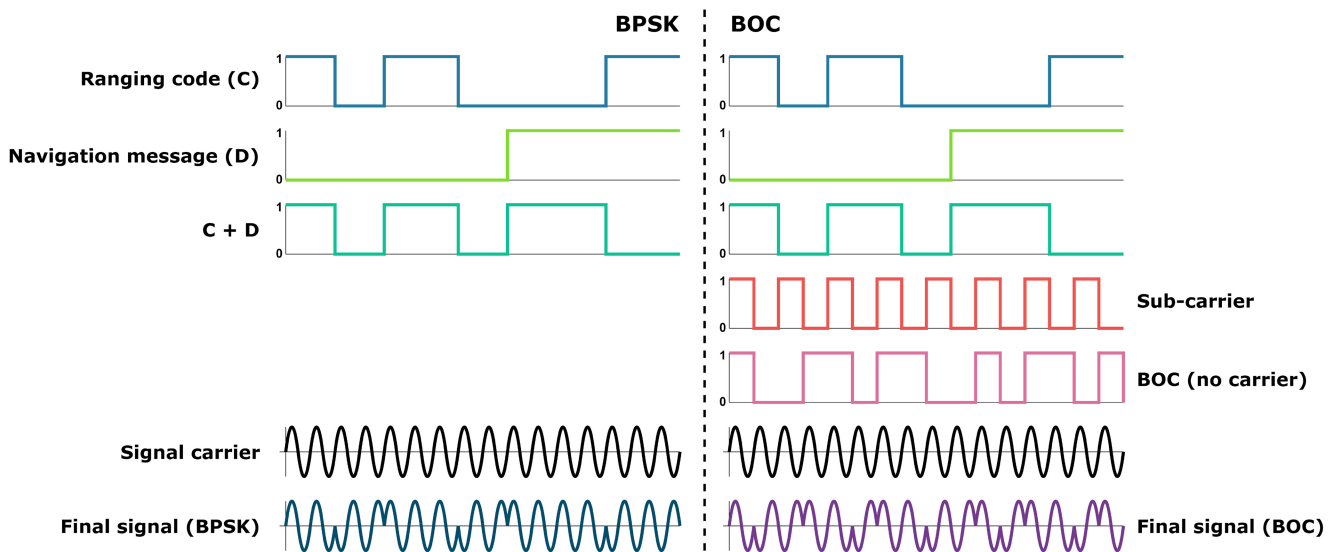 BPSK BOC
Ranging code (C) 1 0 1 0
Navigation message (D) 1 0 1 0
C + D 1 0 1 0
1 0 Sub-carrier
1 0 BOC (no carrier)
Signal carrier
Final signal (BPSK) Final signal (BOC)